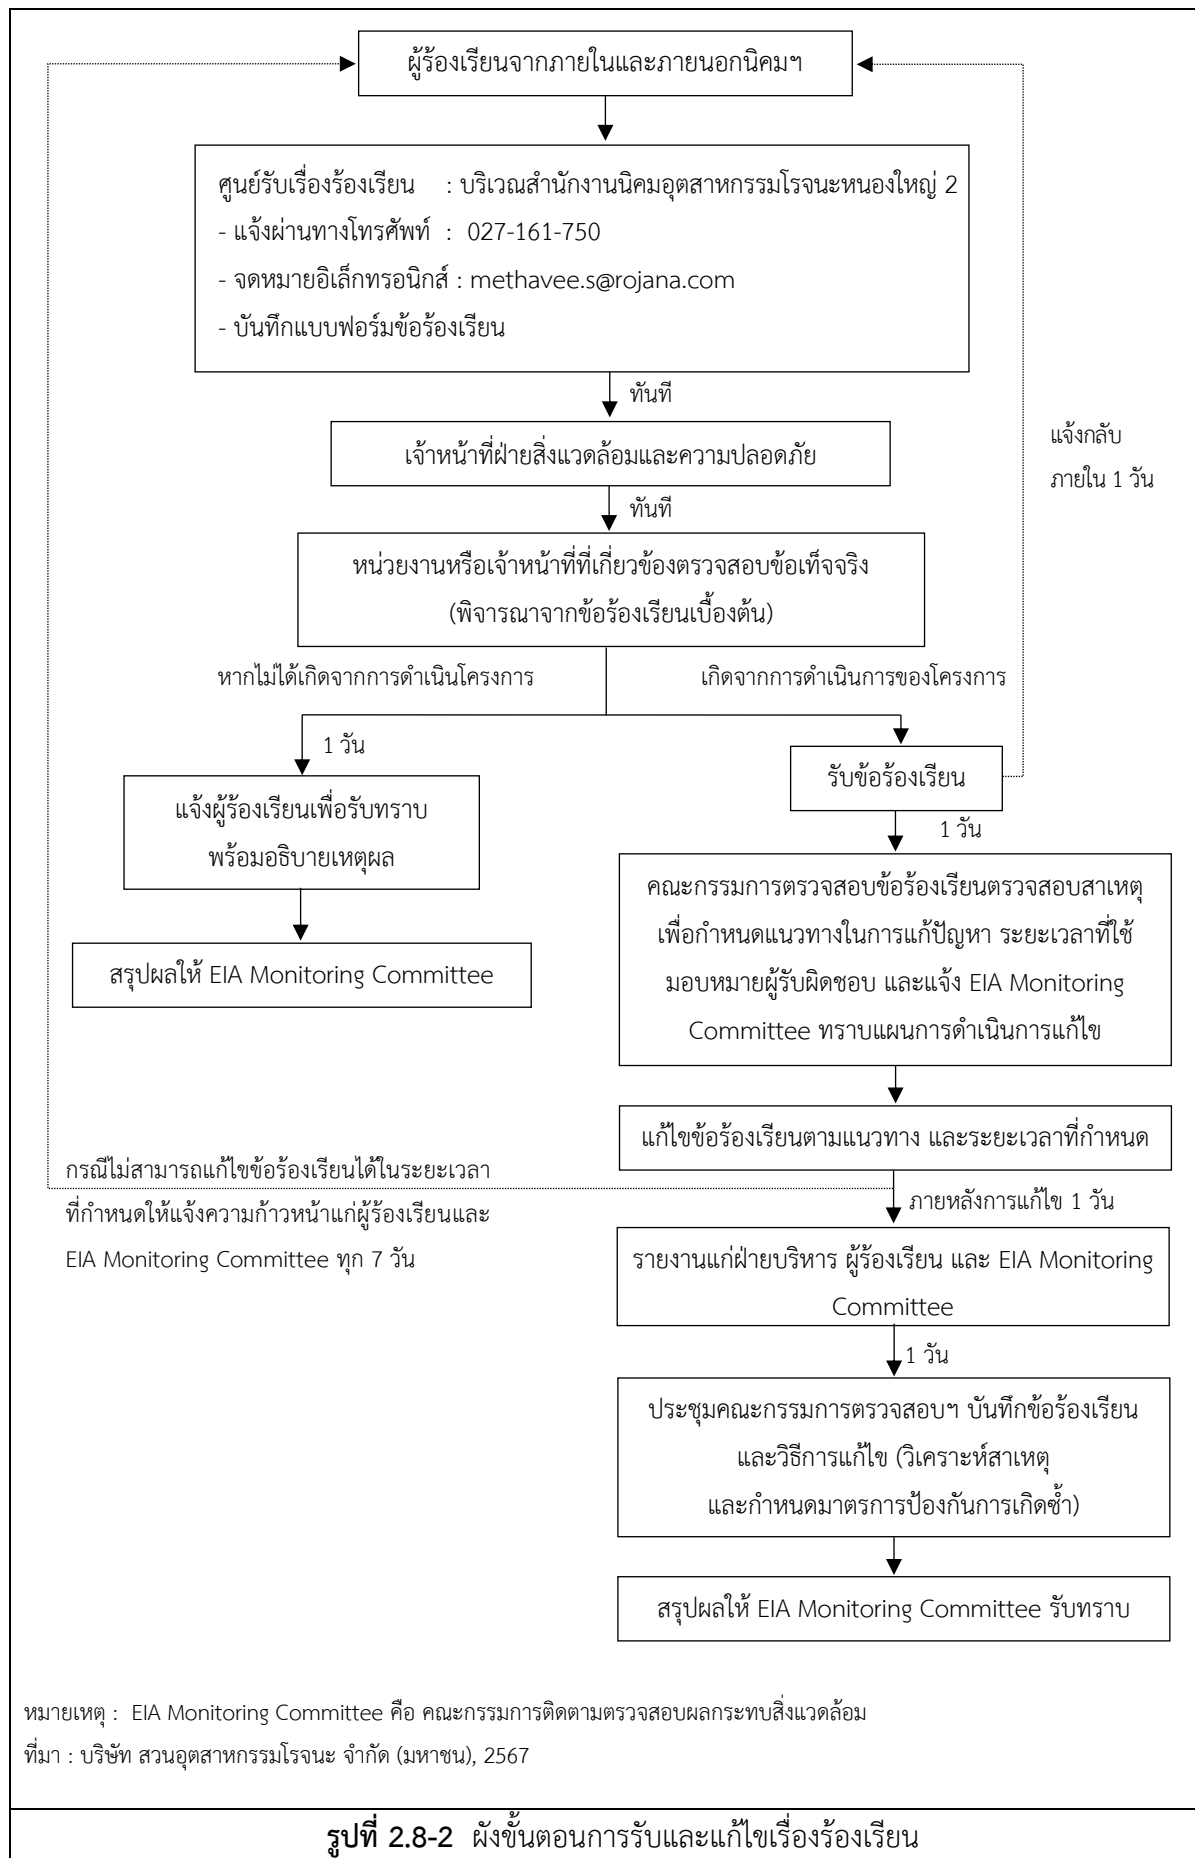 ผู้ร้องเรียนจากภายในและภายนอกนิคมฯ
ศูนย์รับเรื่องร้องเรียน : บริเวณสำนักงานนิคมอุตสาหกรรมโรจนะหนองใหญ่ 2
- แจ้งผ่านทางโทรศัพท์ : 027-161-750
- จดหมายอิเล็กทรอนิกส์ : methavee.s@rojana.com
- บันทึกแบบฟอร์มข้อร้องเรียน
ทันที
เจ้าหน้าที่ฝ่ายสิ่งแวดล้อมและความปลอดภัย
แจ้งกลับ
ภายใน 1 วัน
ทันที
หน่วยงานหรือเจ้าหน้าที่ที่เกี่ยวข้องตรวจสอบข้อเท็จจริง
(พิจารณาจากข้อร้องเรียนเบื้องต้น)
หากไม่ได้เกิดจากการดำเนินโครงการ
เกิดจากการดำเนินการของโครงการ
1 วัน
แจ้งผู้ร้องเรียนเพื่อรับทราบ
พร้อมอธิบายเหตุผล
สรุปผลให้ EIA Monitoring Committee
รับข้อร้องเรียน
1 วัน
คณะกรรมการตรวจสอบข้อร้องเรียนตรวจสอบสาเหตุ
เพื่อกำหนดแนวทางในการแก้ปัญหา ระยะเวลาที่ใช้
มอบหมายผู้รับผิดชอบ และแจ้ง EIA Monitoring
Committee ทราบแผนการดำเนินการแก้ไข
แก้ไขข้อร้องเรียนตามแนวทาง และระยะเวลาที่กำหนด
กรณีไม่สามารถแก้ไขข้อร้องเรียนได้ในระยะเวลา
ที่กำหนดให้แจ้งความก้าวหน้าแก่ผู้ร้องเรียนและ
EIA Monitoring Committee ทุก 7 วัน
ภายหลังการแก้ไข 1 วัน
รายงานแก่ฝ่ายบริหาร ผู้ร้องเรียน และ EIA Monitoring
Committee
1 วัน
ประชุมคณะกรรมการตรวจสอบฯ บันทึกข้อร้องเรียน
และวิธีการแก้ไข (วิเคราะห์สาเหตุ
และกำหนดมาตรการป้องกันการเกิดซ้ำ)
สรุปผลให้ EIA Monitoring Committee รับทราบ
หมายเหตุ : EIA Monitoring Committee คือ คณะกรรมการติดตามตรวจสอบผลกระทบสิ่งแวดล้อม
ที่มา : บริษัท สวนอุตสาหกรรมโรจนะ จำกัด (มหาชน), 2567
รูปที่ 2.8-2 ผังขั้นตอนการรับและแก้ไขเรื่องร้องเรียน